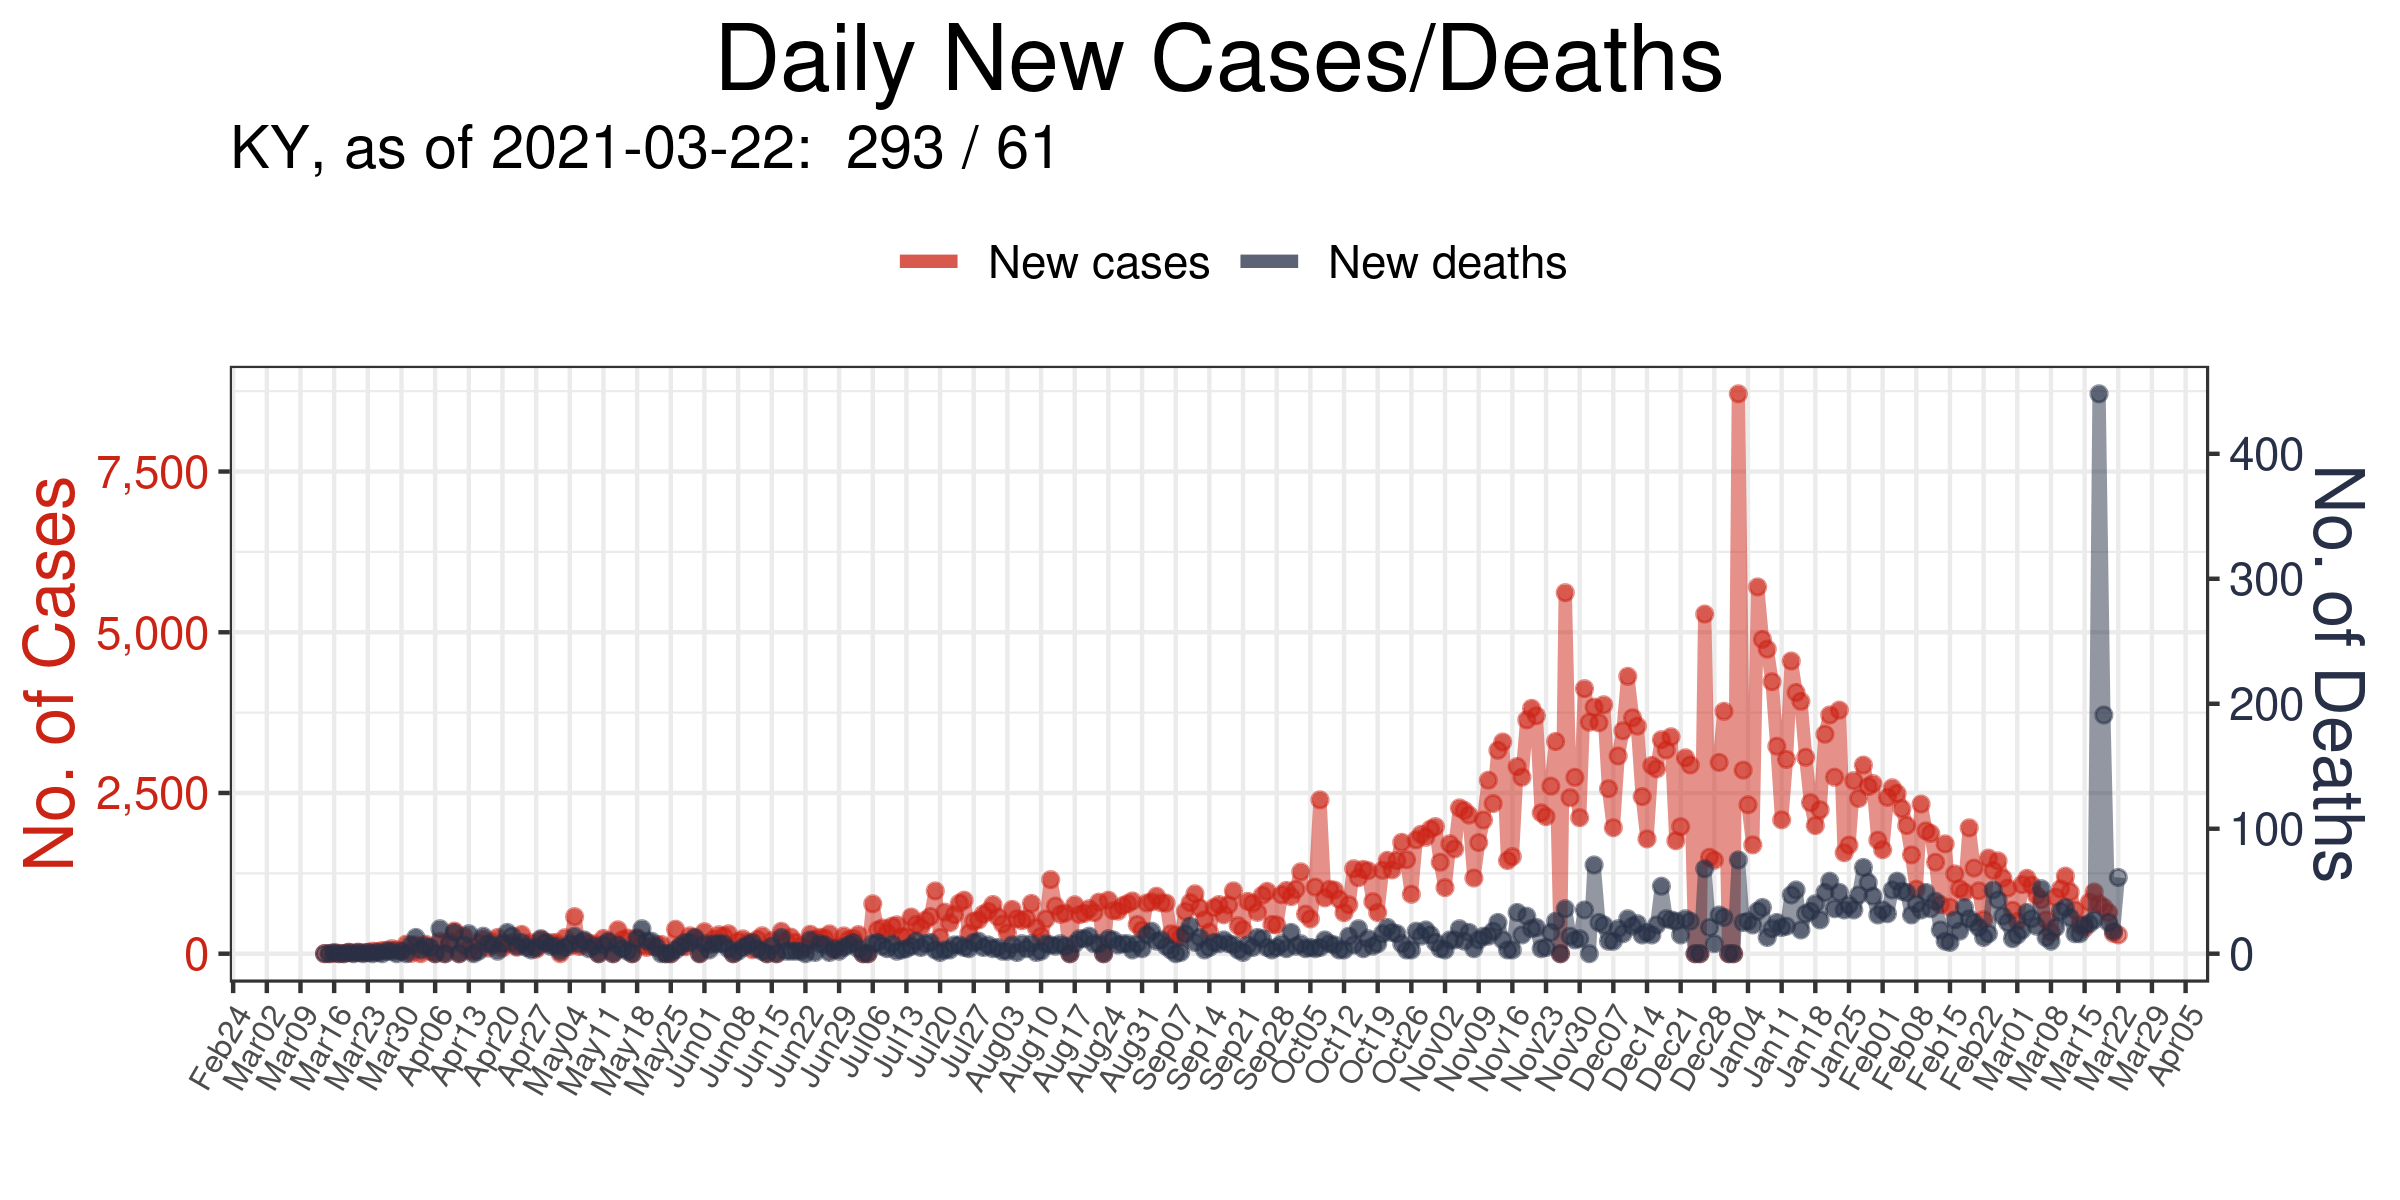 Daily New Cases/Deaths
KY, as of 2021-03-22:  293 / 61
New cases
New deaths
No. of Cases
7,500
5,000
2,500
0
400
300
200
100
0
No. of Deaths
Feb24
Mar02
Mar09
Mar16
Mar23
Mar30
Apr06
Apr13
Apr20
Apr27
May04
May11
May18
May25
Jun01
Jun08
Jun15
Jun22
Jun29
Jul06
Jul13
Jul20
Jul27
Aug03
Aug10
Aug17
Aug24
Aug31
Sep07
Sep14
Sep21
Sep28
Oct05
Oct12
Oct19
Oct26
Nov02
Nov09
Nov16
Nov23
Nov30
Dec07
Dec14
Dec21
Dec28
Jan04
Jan11
Jan18
Jan25
Feb01
Feb08
Feb15
Feb22
Mar01
Mar08
Mar15
Mar22
Mar29
Apr05